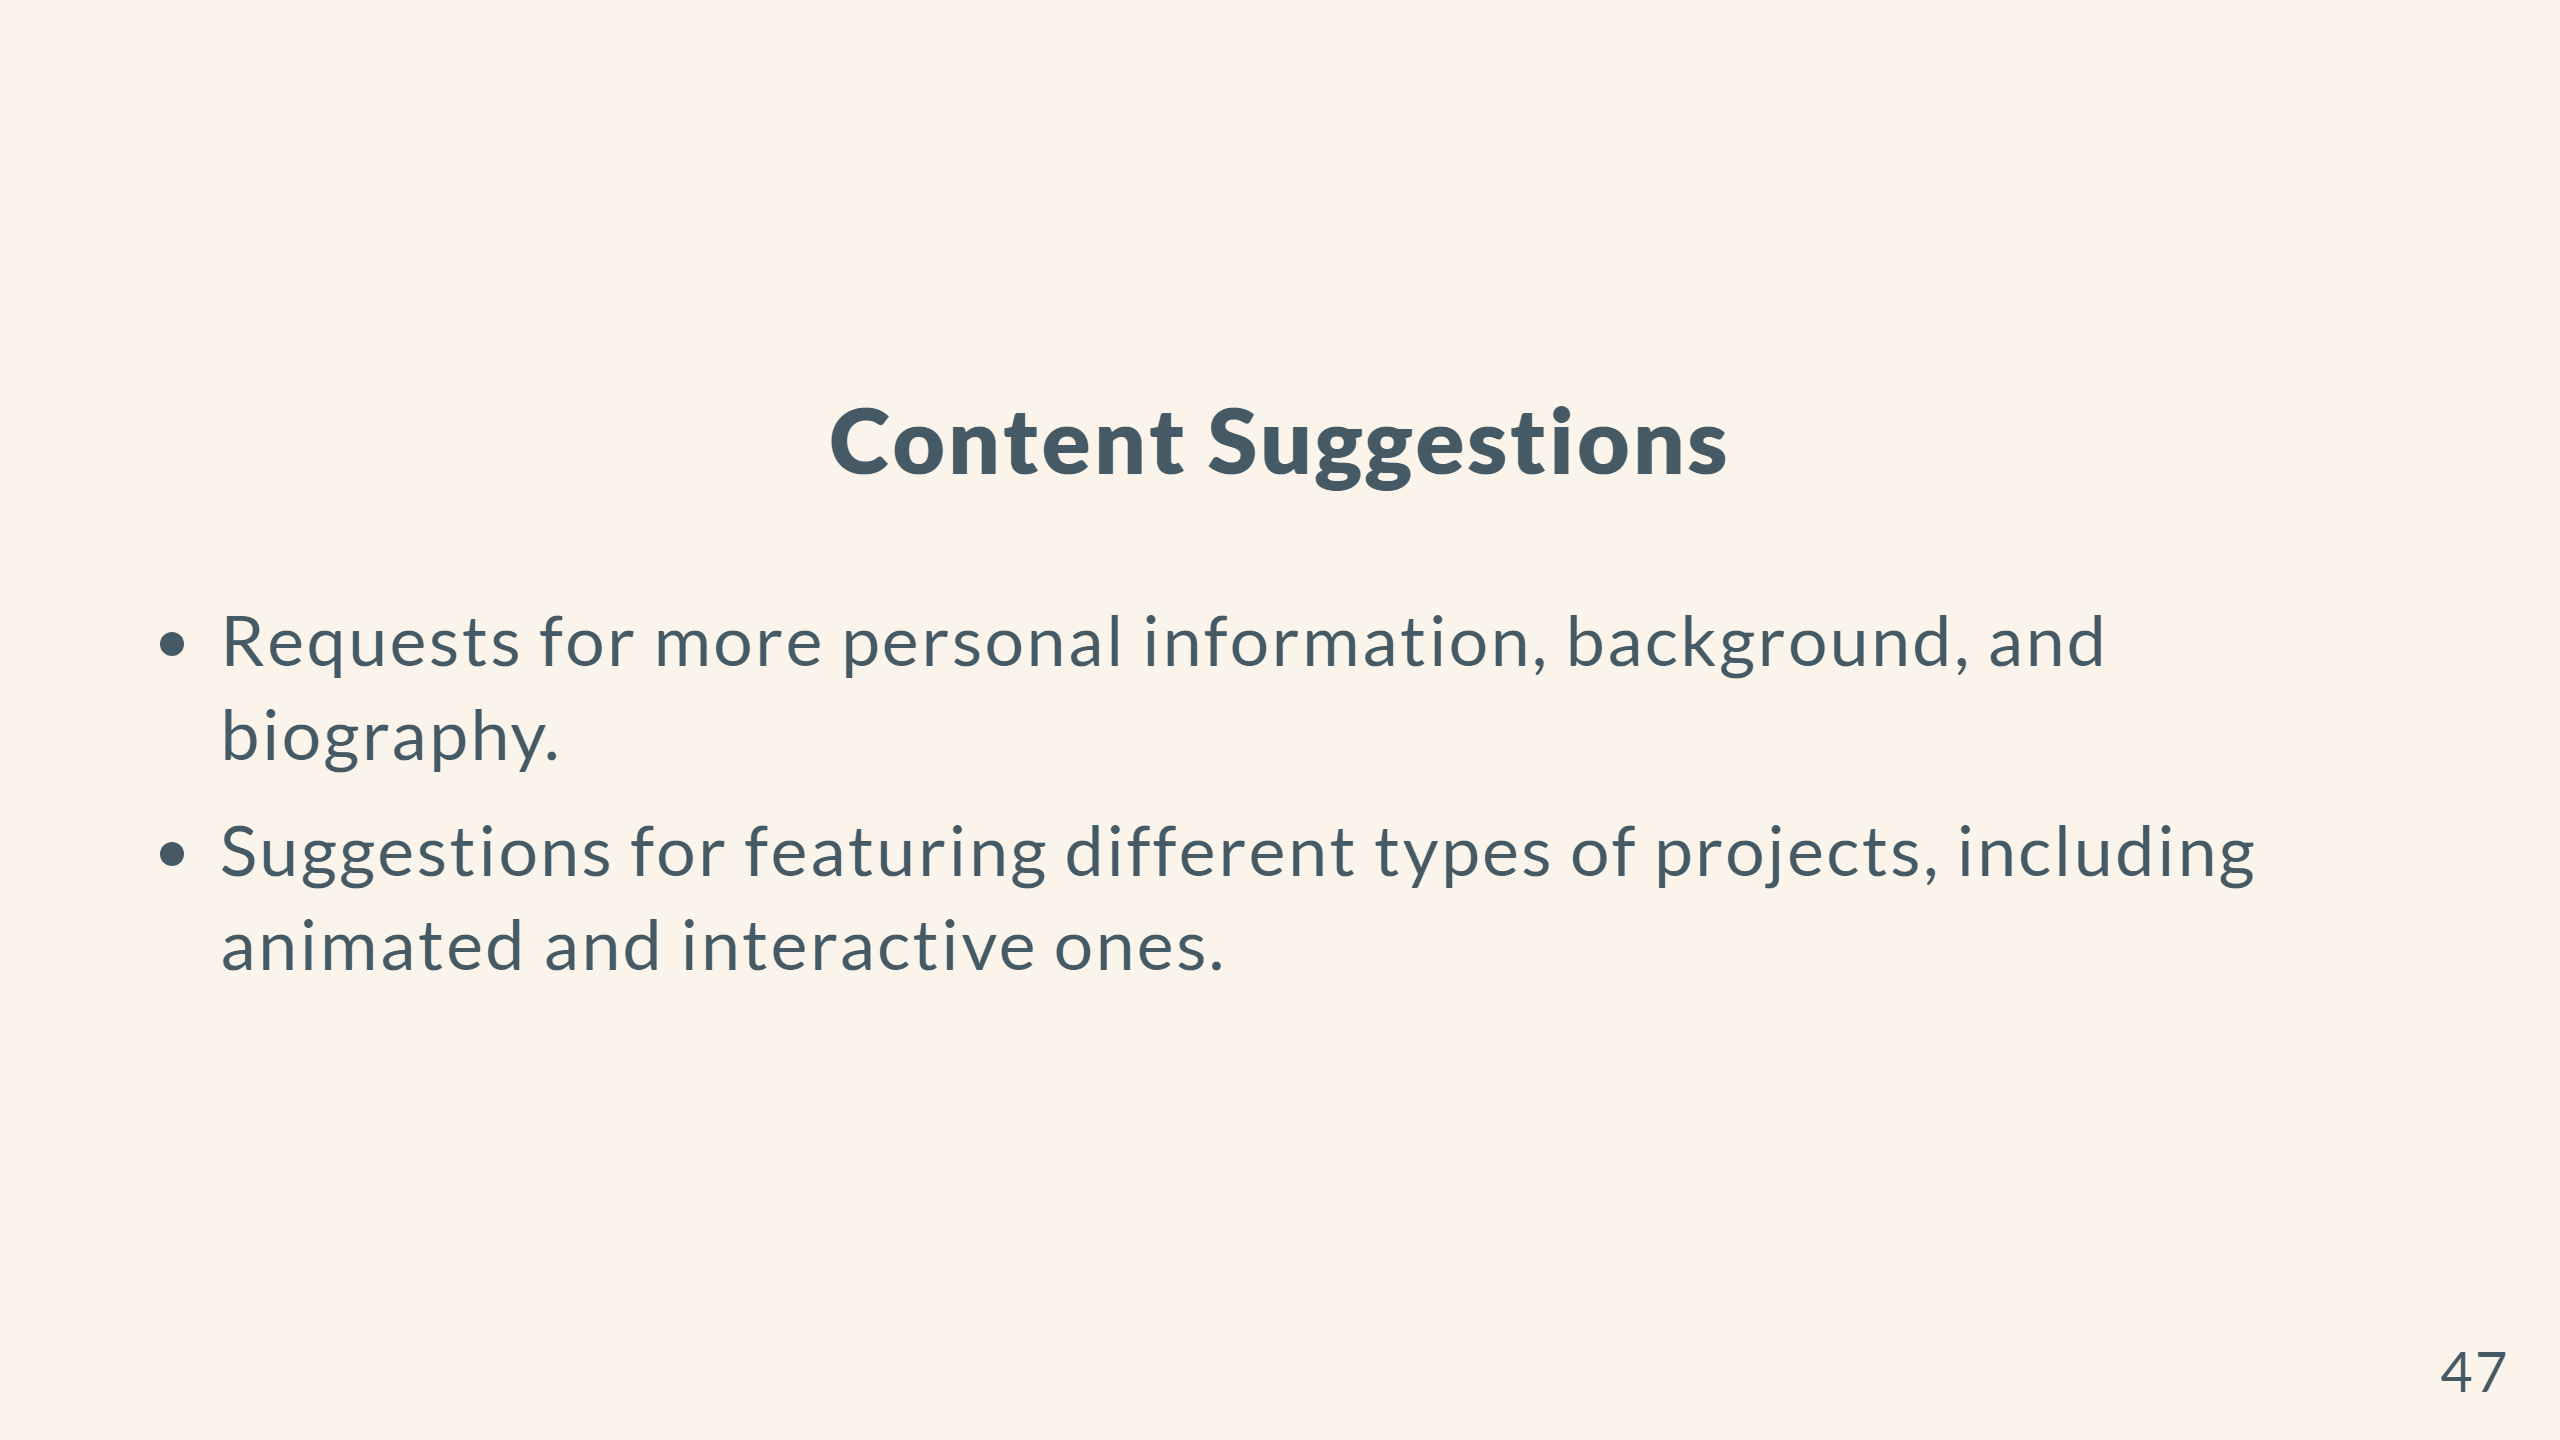 Content Suggestions
• Requests for more personal information, background, and
biography.
• Suggestions for featuring different types of projects, including
animated and interactive ones.
47